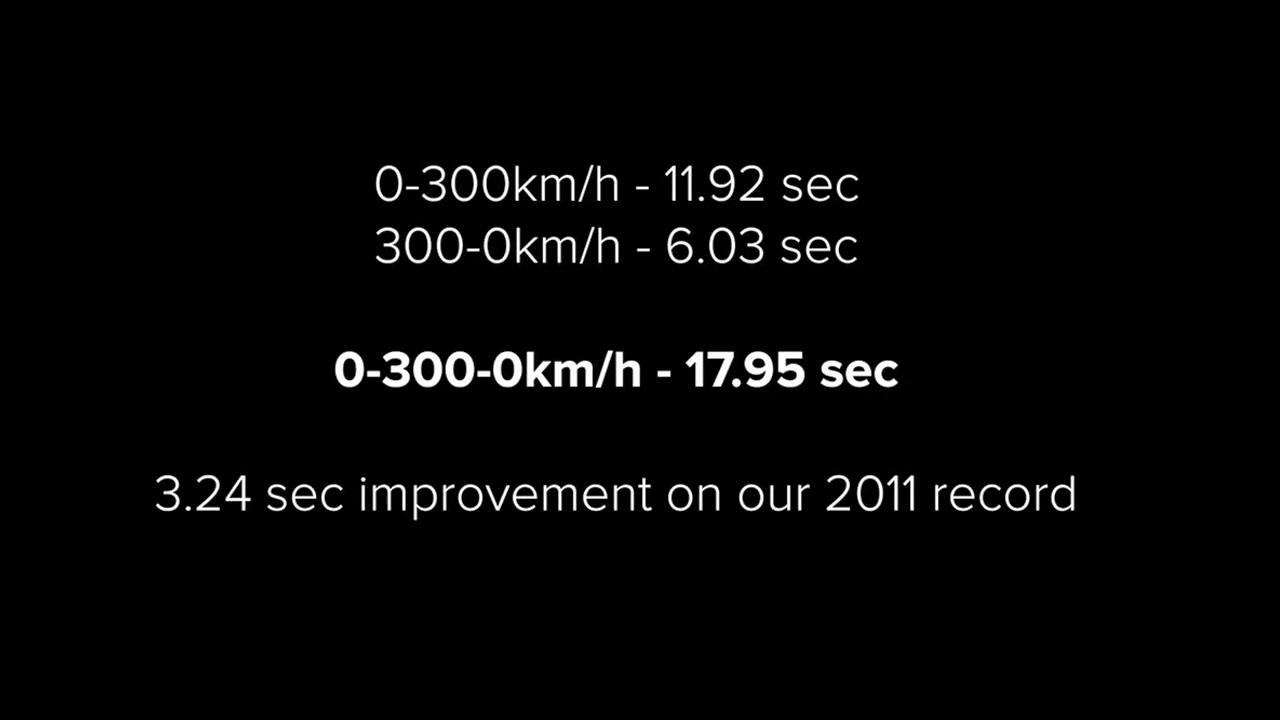 0-300km/h - 11.92 sec
300-0km/h - 6.03 sec
0-300-0km/h - 17.95 sec
3.24 sec improvement on our 2011 record